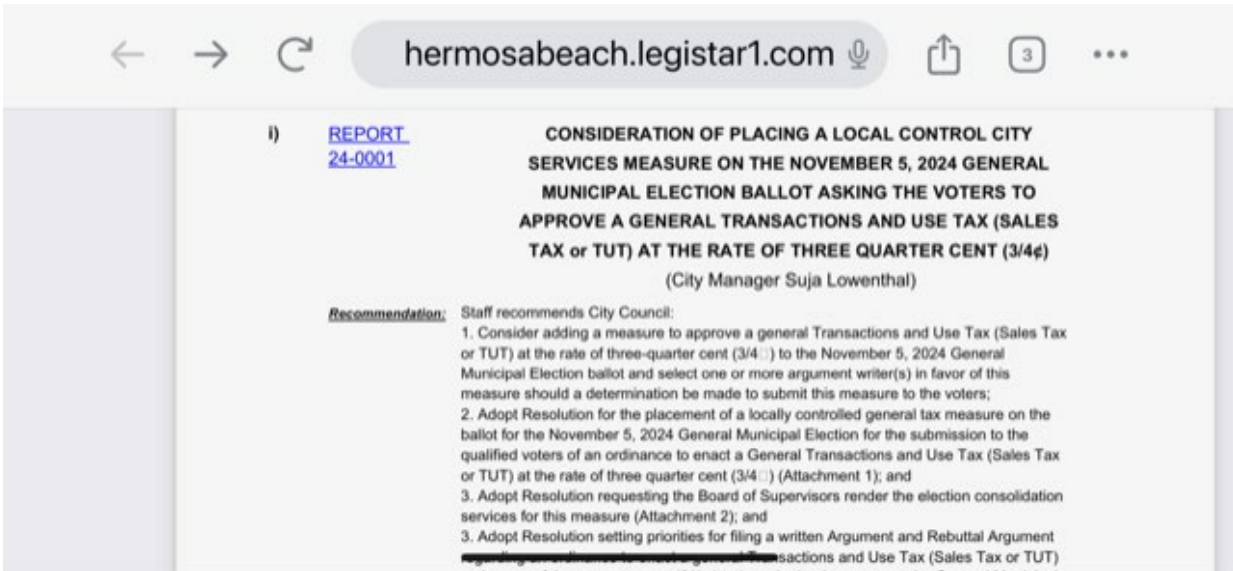 hermosabeach.legistar1.com
3
i) REPORT 24-0001
CONSIDERATION OF PLACING A LOCAL CONTROL CITY
SERVICES MEASURE ON THE NOVEMBER 5, 2024 GENERAL
MUNICIPAL ELECTION BALLOT ASKING THE VOTERS TO
APPROVE A GENERAL TRANSACTIONS AND USE TAX (SALES
TAX or TUT) AT THE RATE OF THREE QUARTER CENT (3/4¢)
(City Manager Suja Lowenthal)
Recommendation: Staff recommends City Council:
1. Consider adding a measure to approve a general Transactions and Use Tax (Sales Tax
or TUT) at the rate of three-quarter cent (3/4□) to the November 5, 2024 General
Municipal Election ballot and select one or more argument writer(s) in favor of this
measure should a determination be made to submit this measure to the voters;
2. Adopt Resolution for the placement of a locally controlled general tax measure on the
ballot for the November 5, 2024 General Municipal Election for the submission to the
qualified voters of an ordinance to enact a General Transactions and Use Tax (Sales Tax
or TUT) at the rate of three quarter cent (3/4□) (Attachment 1); and
3. Adopt Resolution requesting the Board of Supervisors render the election consolidation
services for this measure (Attachment 2); and
3. Adopt Resolution setting priorities for filing a written Argument and Rebuttal Argument
sactions and Use Tax (Sales Tax or TUT)